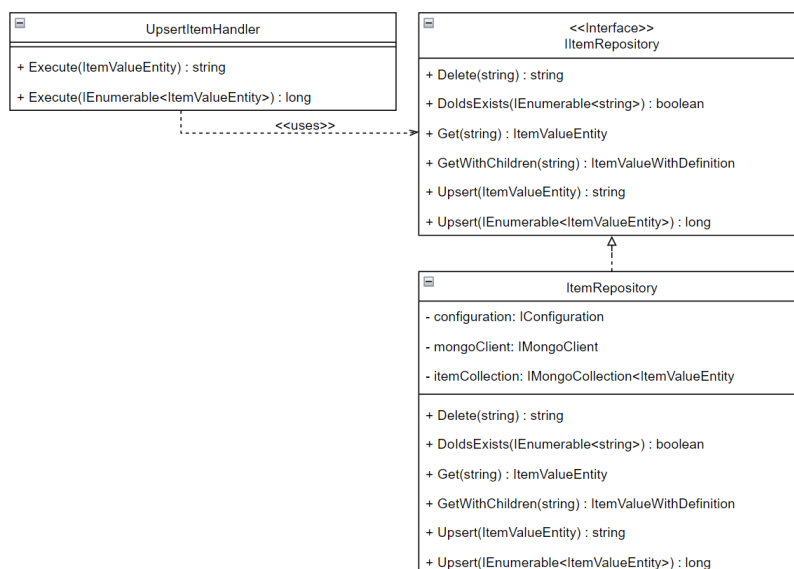 UpsertItemHandler
+ Execute(ItemValueEntity) : string
+ Execute(IEnumerable<ItemValueEntity>) : long
<<uses>>
<<Interface>>
IItemRepository
+ Delete(string) : string
+ DoIdsExists(IEnumerable<string>) : boolean
+ Get(string) : ItemValueEntity
+ GetWithChildren(string) : ItemValueWithDefinition
+ Upsert(ItemValueEntity) : string
+ Upsert(IEnumerable<ItemValueEntity>) : long
ItemRepository
- configuration: IConfiguration
- mongoClient: IMongoClient
- itemCollection: IMongoCollection<ItemValueEntity
+ Delete(string) : string
+ DoIdsExists(IEnumerable<string>) : boolean
+ Get(string) : ItemValueEntity
+ GetWithChildren(string) : ItemValueWithDefinition
+ Upsert(ItemValueEntity) : string
+ Upsert(IEnumerable<ItemValueEntity>) : long